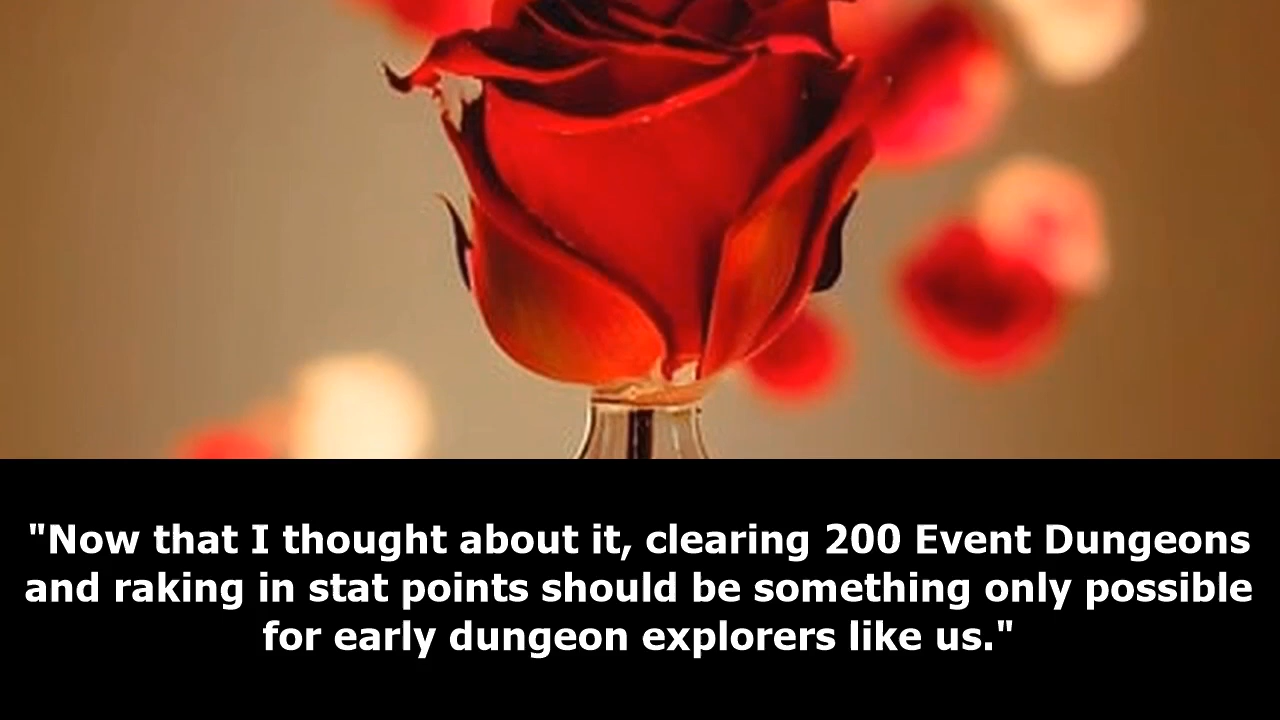 "Now that I thought about it, clearing 200 Event Dungeons
and raking in stat points should be something only possible
for early dungeon explorers like us."